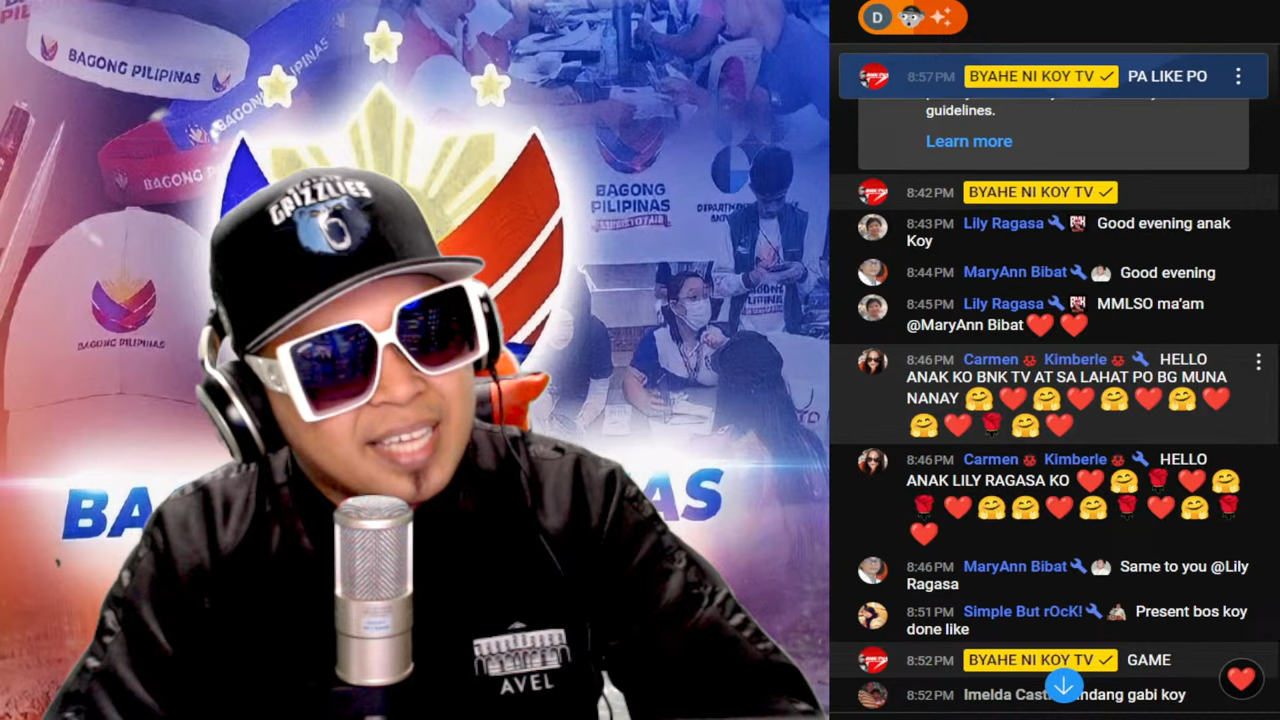 BAGONG PILIPINAS
BAGONG
BAGONG
BAGONG PILIPINAS
BAGONG
PILIPINAS
GRIZZLIES
BA
AS
AVEL
D
8:57 PM BYAHE NI KOY TV PA LIKE PO
guidelines.
Learn more
8:42 PM BYAHE NI KOY TV
8:43 PM Lily Ragasa Good evening anak
Koy
8:44 PM MaryAnn Bibat Good evening
8:45 PM Lily Ragasa MMLSO ma'am
@MaryAnn Bibat❤️ ❤️
8:46 PM Carmen Kimberle HELLO
ANAK KO BNK TV AT SA LAHAT PO BG MUNA
NANAY 🤗❤️🤗❤️🤗❤️🤗❤️
🤗❤️🌹🤗❤️
8:46 PM Carmen Kimberle HELLO
ANAK LILY RAGASA KO ❤️🤗🌹❤️🤗
🌹❤️🤗🤗❤️🤗🌹❤️🤗🌹
❤️
8:46 PM MaryAnn Bibat Same to you @Lily
Ragasa
8:51 PM Simple But rOcK! Present bos koy
done like
8:52 PM BYAHE NI KOY TV GAME
8:52 PM Imelda ndang gabi koy